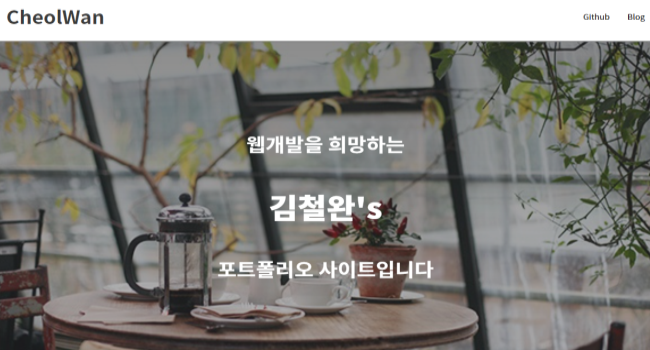 CheolWan
Github
Blog
웹개발을 희망하는
김철완's
포트폴리오 사이트입니다